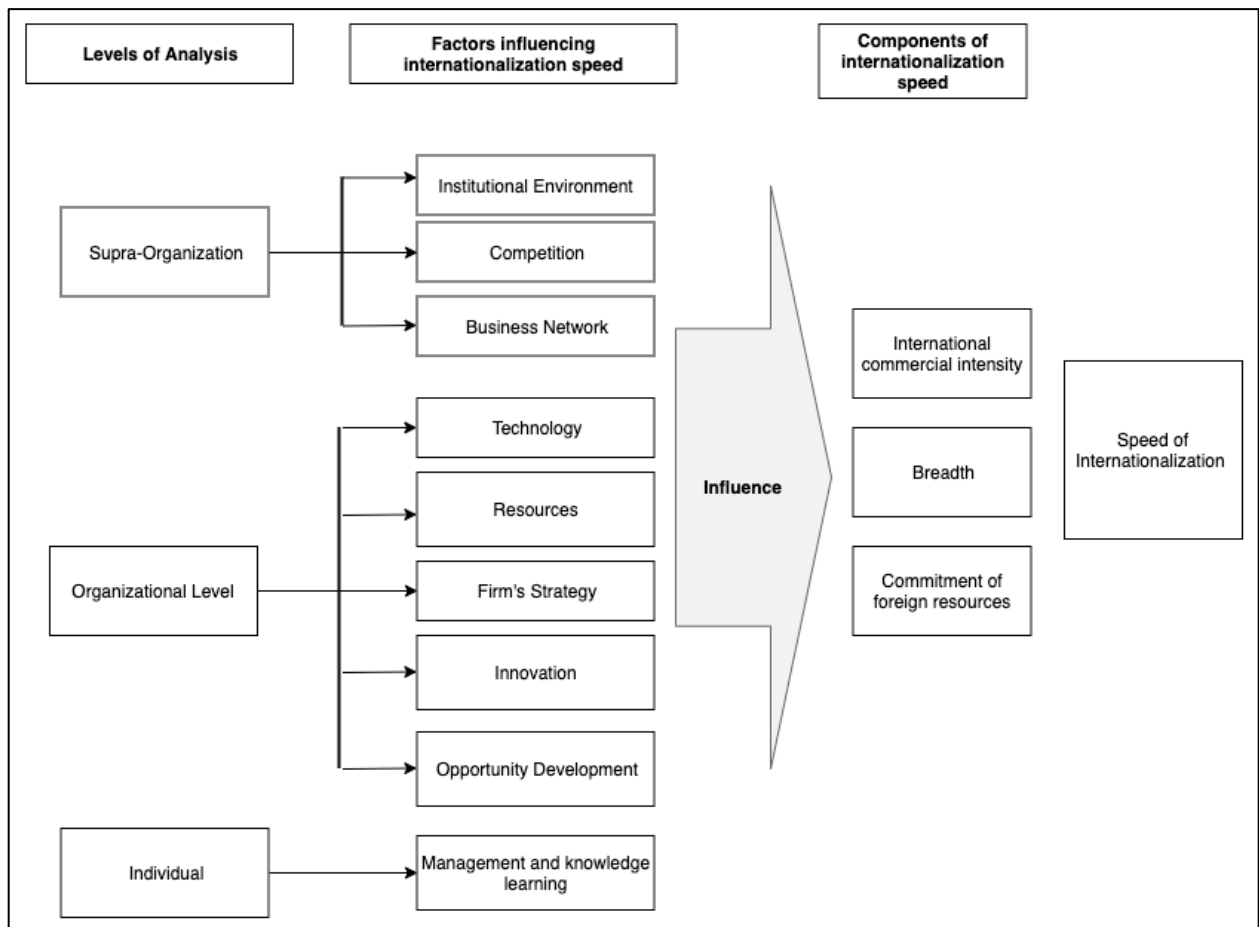 Levels of Analysis
Factors influencing
internationalization speed
Components of
internationalization
speed
Supra-Organization
Institutional Environment
Competition
Business Network
Organizational Level
Technology
Resources
Firm's Strategy
Innovation
Opportunity Development
Individual
Management and knowledge
learning
Influence
International
commercial intensity
Breadth
Commitment of
foreign resources
Speed of
Internationalization